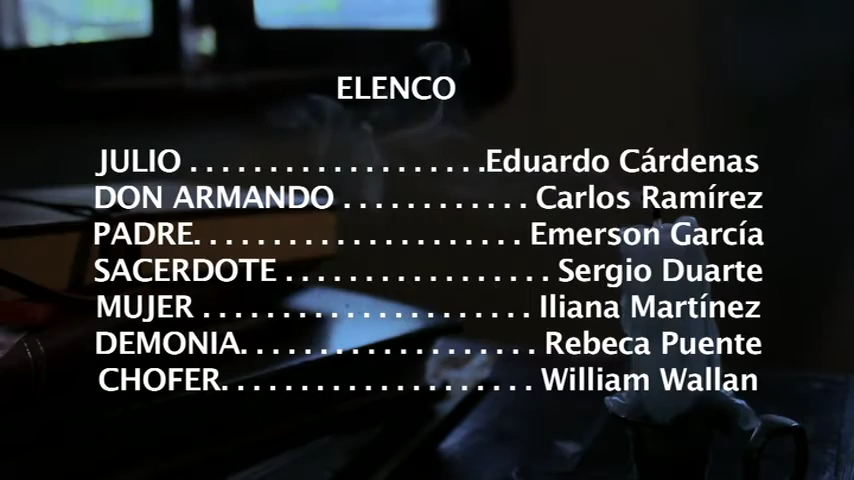 ELENCO
JULIO . . . . . . . . . . . . . . . . . . .Eduardo Cárdenas
DON ARMANDO . . . . . . . . . . . . Carlos Ramírez
PADRE. . . . . . . . . . . . . . . . . . . . . Emerson García
SACERDOTE . . . . . . . . . . . . . . . . . Sergio Duarte
MUJER . . . . . . . . . . . . . . . . . . . . . Iliana Martínez
DEMONIA. . . . . . . . . . . . . . . . . . . Rebeca Puente
CHOFER. . . . . . . . . . . . . . . . . . . . William Wallan